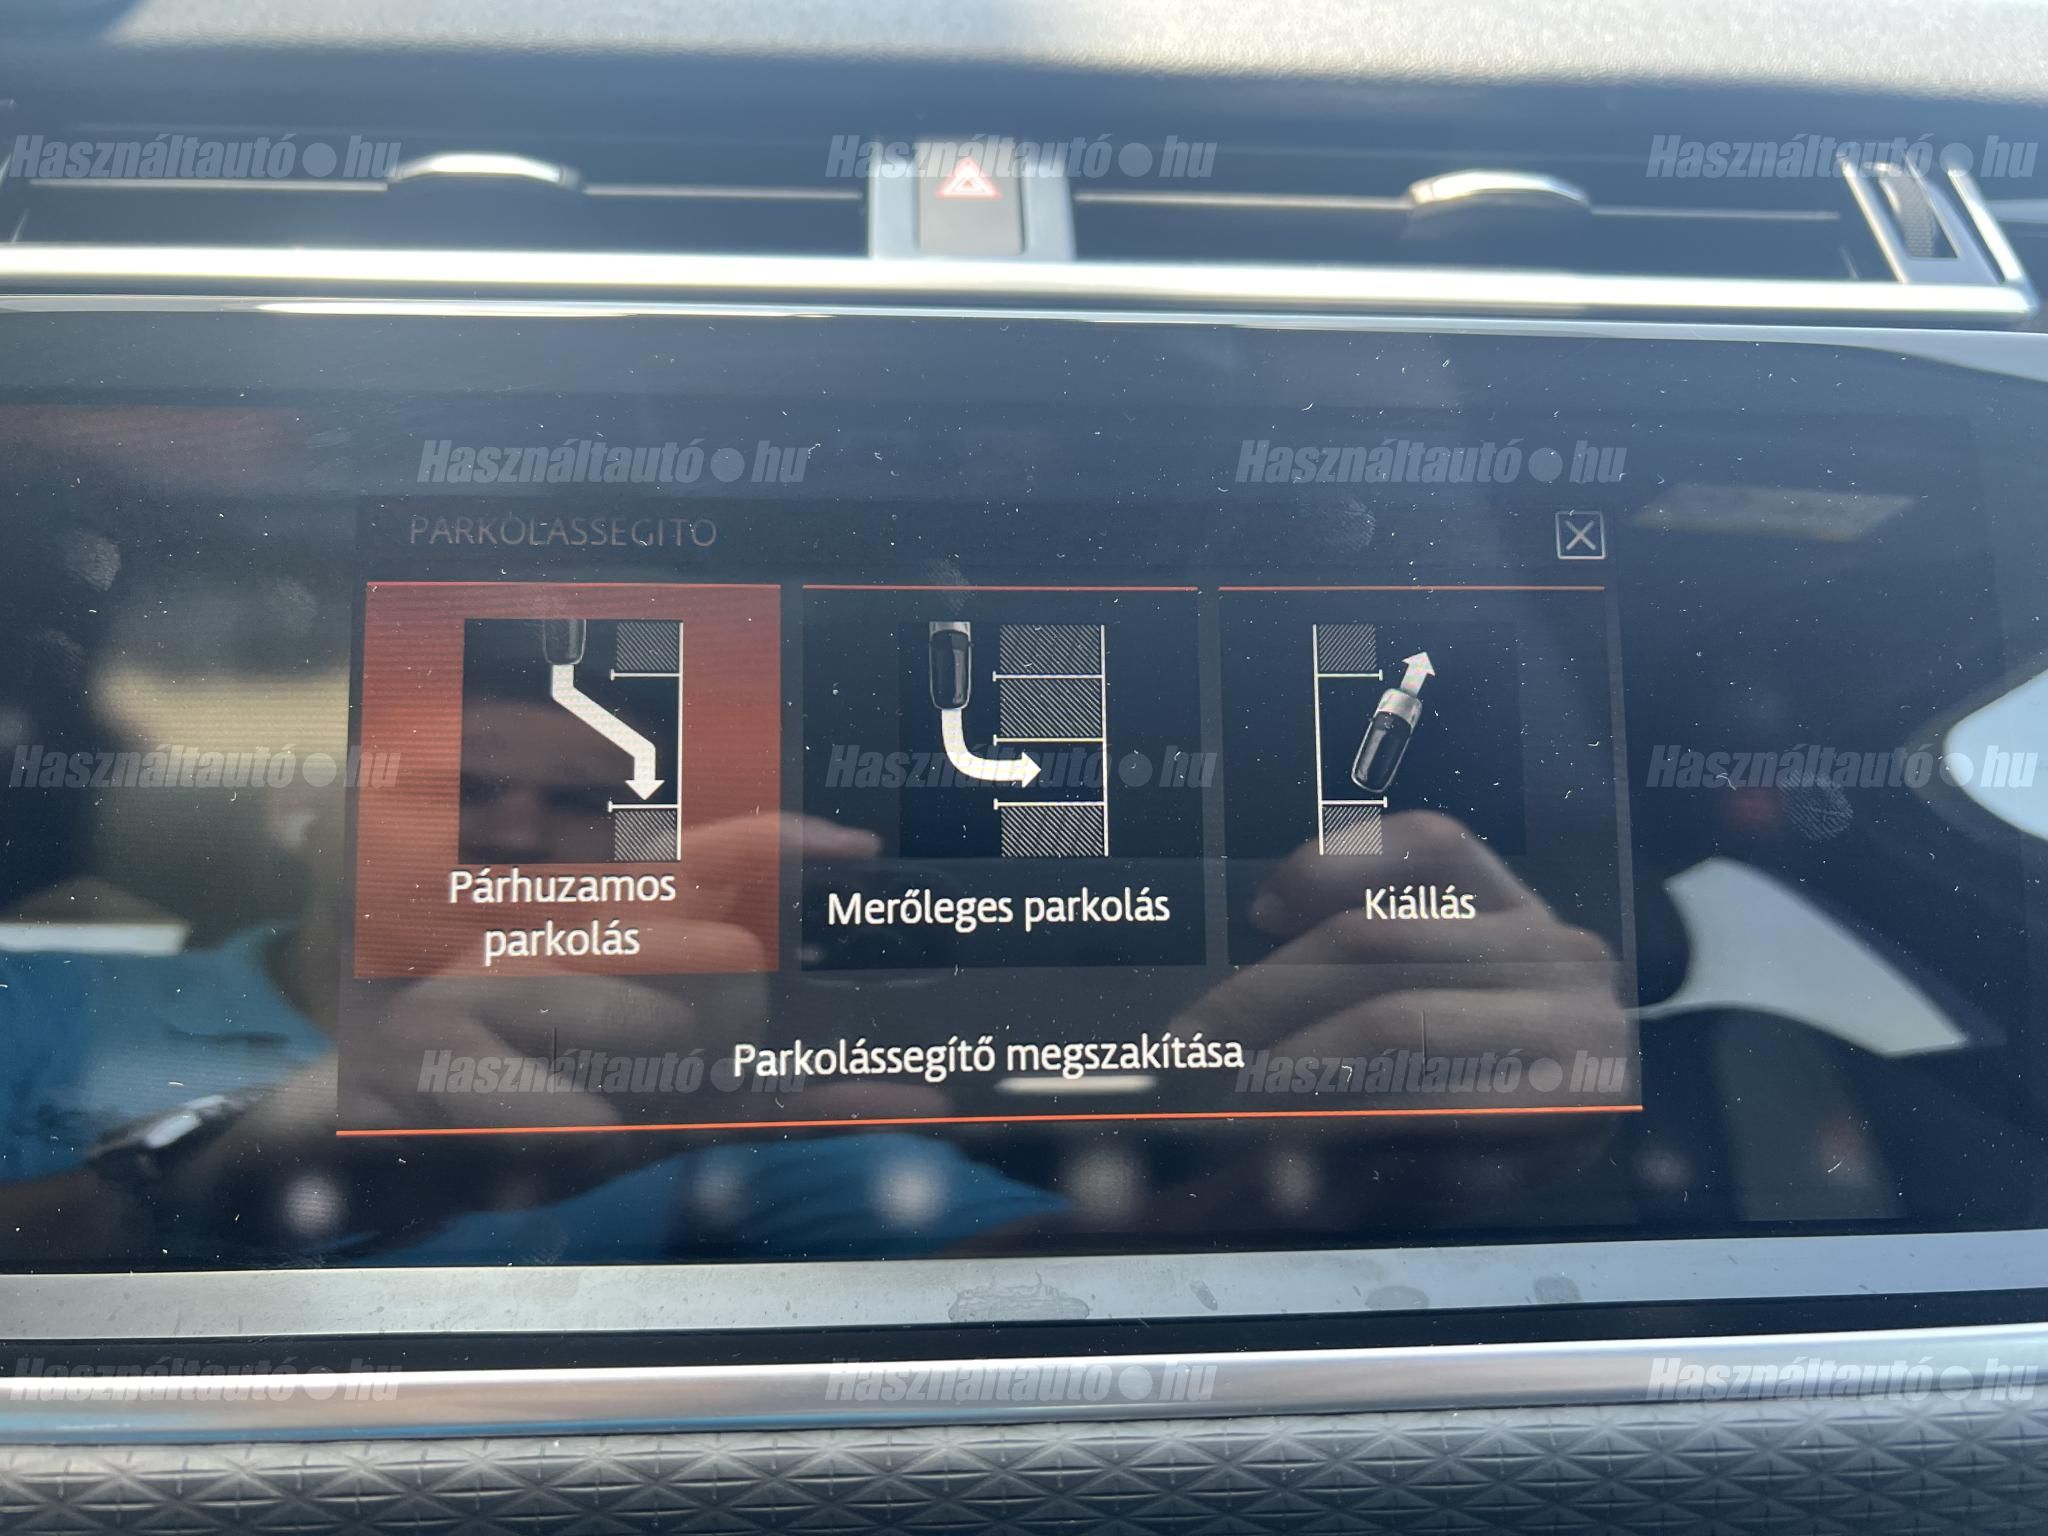 Használtautó hu Használtautó hu Használtautó hu
Használtautó hu Használtautó hu
PARKOLÁSSEGÍTŐ
Párhuzamos
parkolás
Merőleges parkolás
Kiállás
Használtautó hu Használtautó hu Használtautó hu
Parkolássegítő megszakítása
Használtautó hu Használtautó hu
Használtautó hu Használtautó hu Használtautó hu